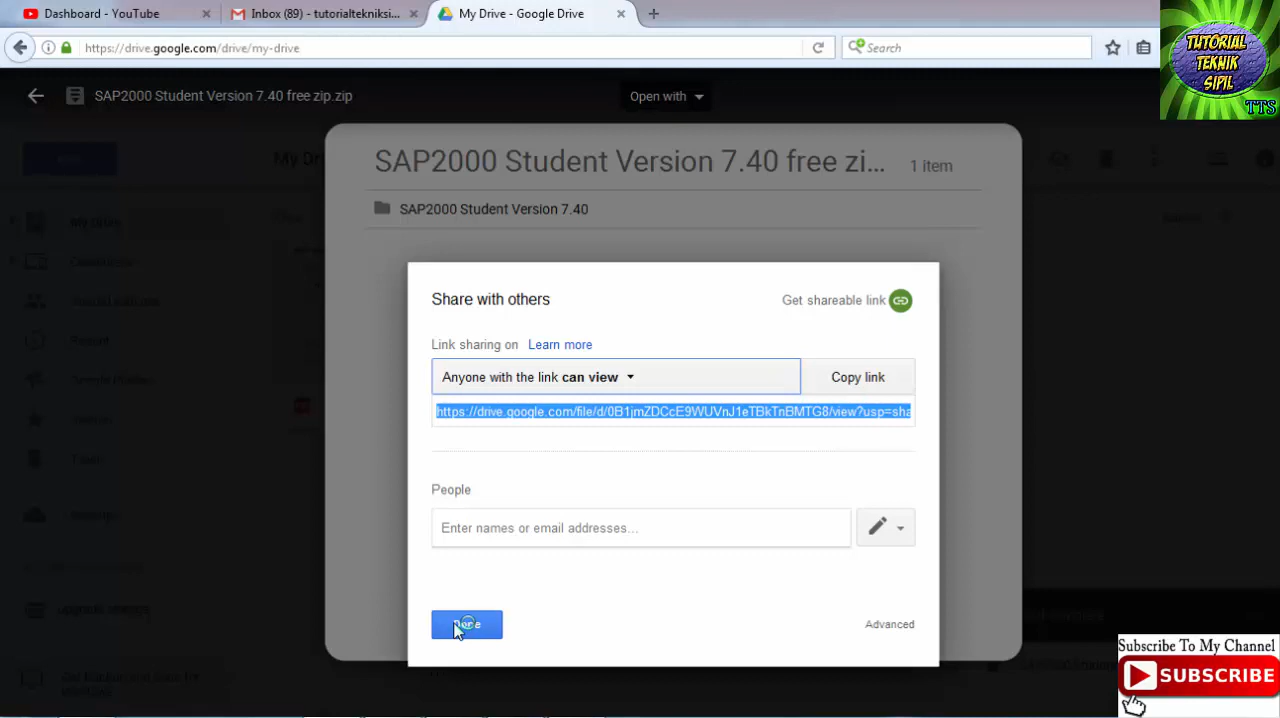 Dashboard - YouTube
Inbox (89) - tutorialtekniksi...
My Drive - Google Drive
https://drive.google.com/drive/my-drive
Search
TUTORIAL
TEKNIK
SIPIL
TTS
SAP2000 Student Version 7.40 free zip.zip
Open with
My Dri
SAP2000 Student Version 7.40 free zi...
1 item
SAP2000 Student Version 7.40
My Drive
Share with others
Get shareable link
Link sharing on Learn more
Anyone with the link can view
Copy link
https://drive.google.com/file/d/0B1jmZDCcE9WUVnJ1eTBkTnBMTG8/view?usp=sha
People
Enter names or email addresses...
Done
Advanced
Subscribe To My Channel
SUBSCRIBE